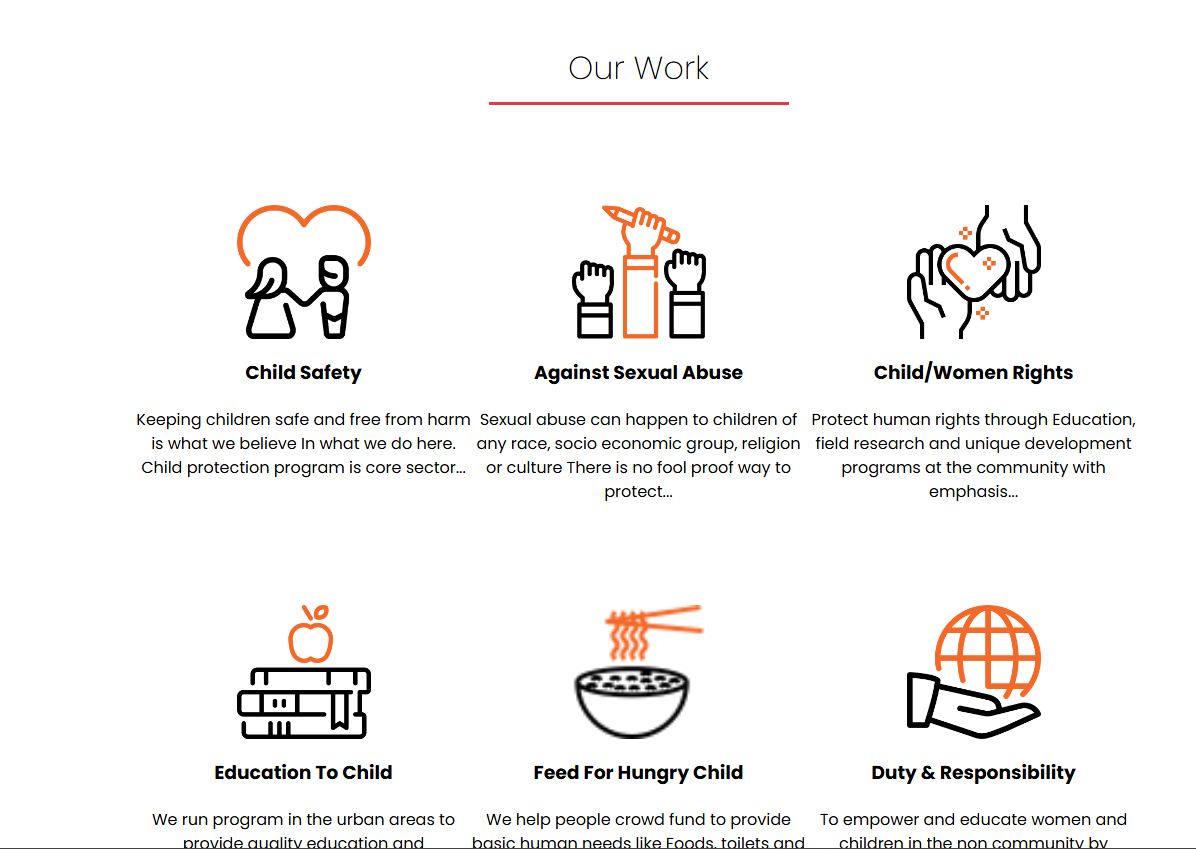 Our Work
Child Safety
Keeping children safe and free from harm
is what we believe In what we do here.
Child protection program is core sector...
Against Sexual Abuse
Sexual abuse can happen to children of
any race, socio economic group, religion
or culture There is no fool proof way to
protect...
Child/Women Rights
Protect human rights through Education,
field research and unique development
programs at the community with
emphasis...
Education To Child
We run program in the urban areas to
provide quality education and
Feed For Hungry Child
We help people crowd fund to provide
basic human needs like Foods, toilets and
Duty & Responsibility
To empower and educate women and
children in the non community by